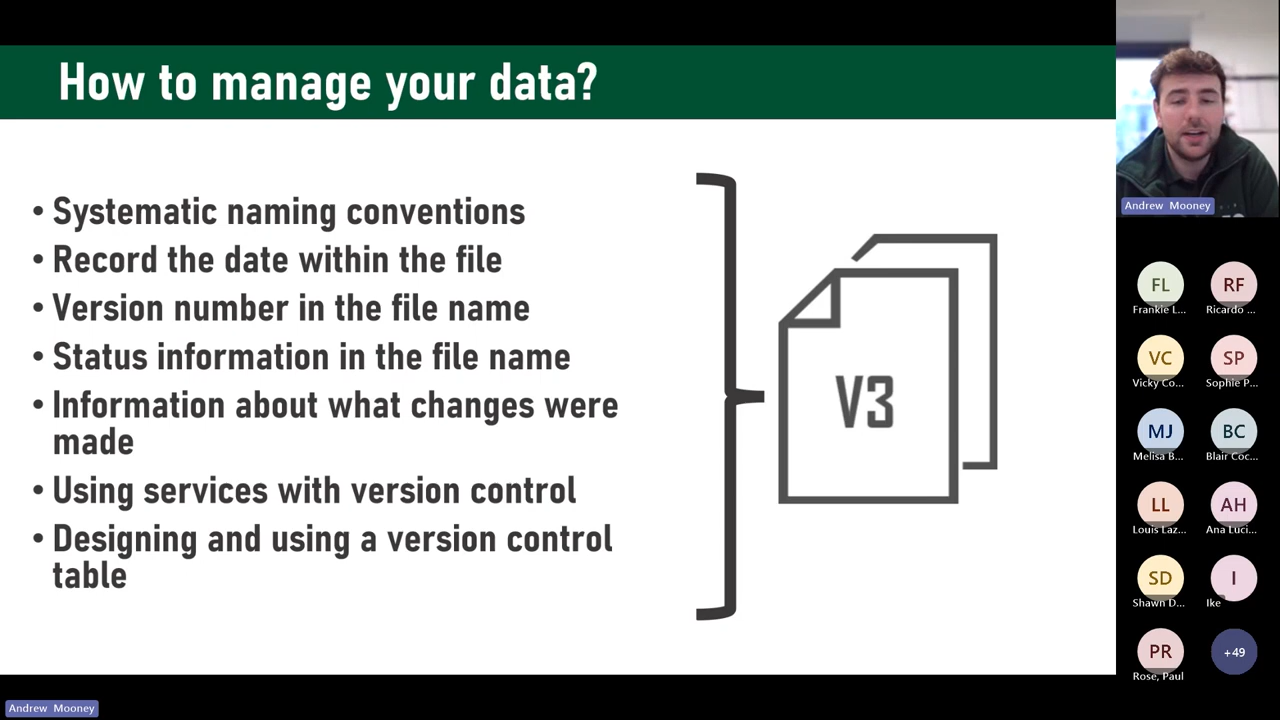 How to manage your data?
• Systematic naming conventions
• Record the date within the file
• Version number in the file name
• Status information in the file name
• Information about what changes were
made
• Using services with version control
• Designing and using a version control
table
V3
Andrew Mooney
FL
Frankie L...
RF
Ricardo ...
VC
Vicky Co...
SP
Sophie P...
MJ
Melisa B...
BC
Blair Coc...
LL
Louis Laz...
AH
Ana Luci...
SD
Shawn D...
I
Ike
PR
Rose, Paul
+49
Andrew Mooney